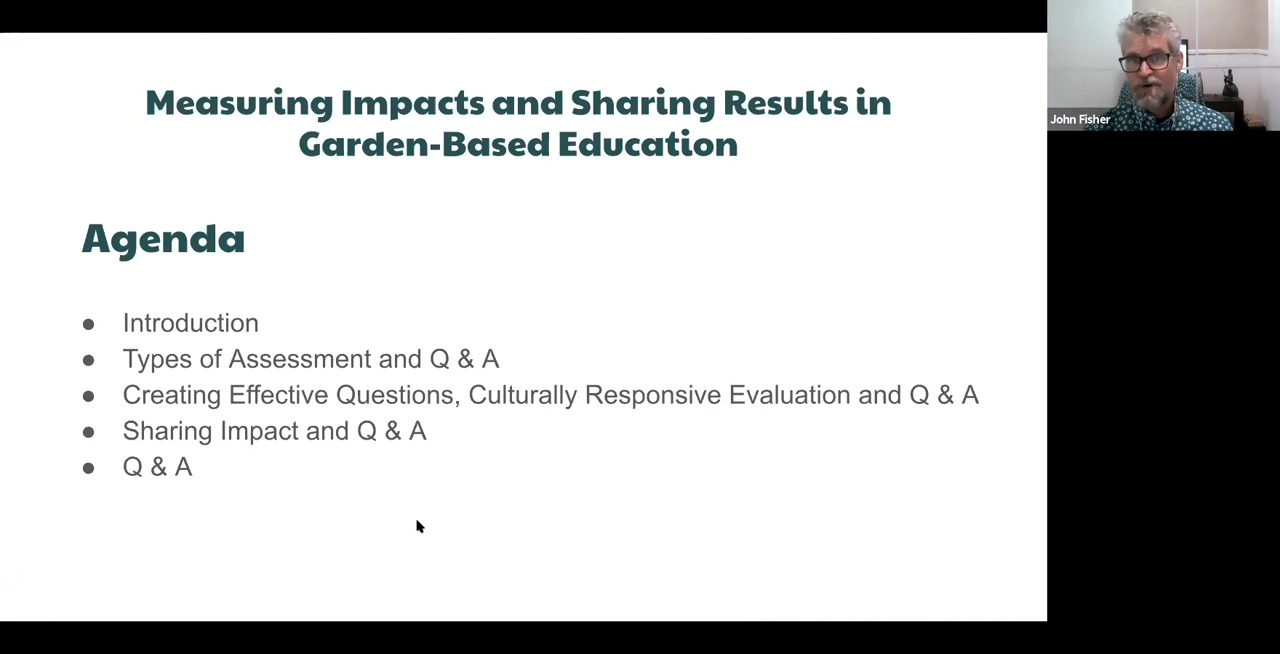 Measuring Impacts and Sharing Results in
Garden-Based Education
Agenda
● Introduction
● Types of Assessment and Q & A
● Creating Effective Questions, Culturally Responsive Evaluation and Q & A
● Sharing Impact and Q & A
● Q & A
John Fisher